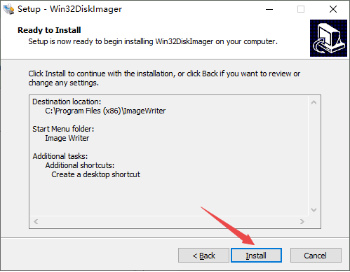 Setup - Win32DiskImager
Ready to Install
Setup is now ready to begin installing Win32DiskImager on your computer.
Click Install to continue with the installation, or click Back if you want to review or
change any settings.
Destination location:
C:\Program Files (x86)\ImageWriter
Start Menu folder:
Image Writer
Additional tasks:
Additional shortcuts:
Create a desktop shortcut
< Back
Install
Cancel